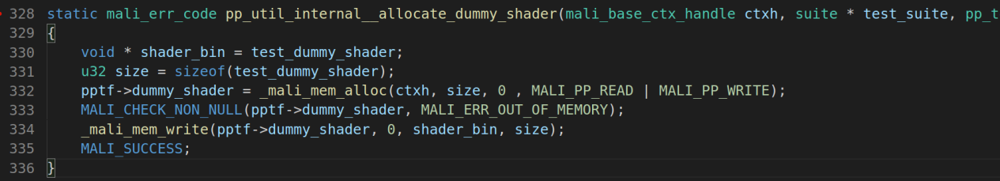 328 static mali_err_code pp_util_internal__allocate_dummy_shader(mali_base_ctx_handle ctxh, suite * test_suite, pp_t
329 {
330     void * shader_bin = test_dummy_shader;
331     u32 size = sizeof(test_dummy_shader);
332     pptf->dummy_shader = _mali_mem_alloc(ctxh, size, 0 , MALI_PP_READ | MALI_PP_WRITE);
333     MALI_CHECK_NON_NULL(pptf->dummy_shader, MALI_ERR_OUT_OF_MEMORY);
334     _mali_mem_write(pptf->dummy_shader, 0, shader_bin, size);
335     MALI_SUCCESS;
336 }